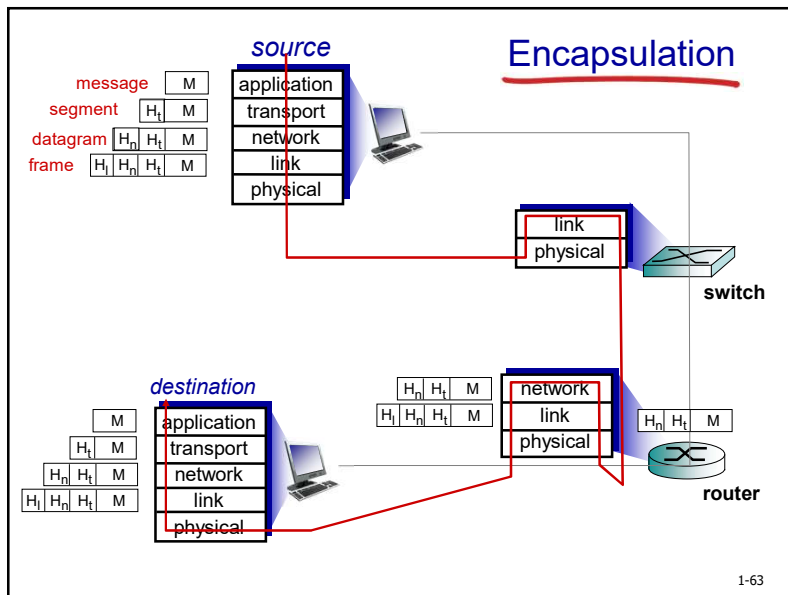 source
Encapsulation
message M application
segment Ht M transport
datagram Hn Ht M network
frame Hl Hn Ht M link
physical
link
physical
switch
destination
Hn Ht M network
Hl Hn Ht M link
physical
Hn Ht M
router
M application
Ht M transport
Hn Ht M network
Hl Hn Ht M link
physical
1-63